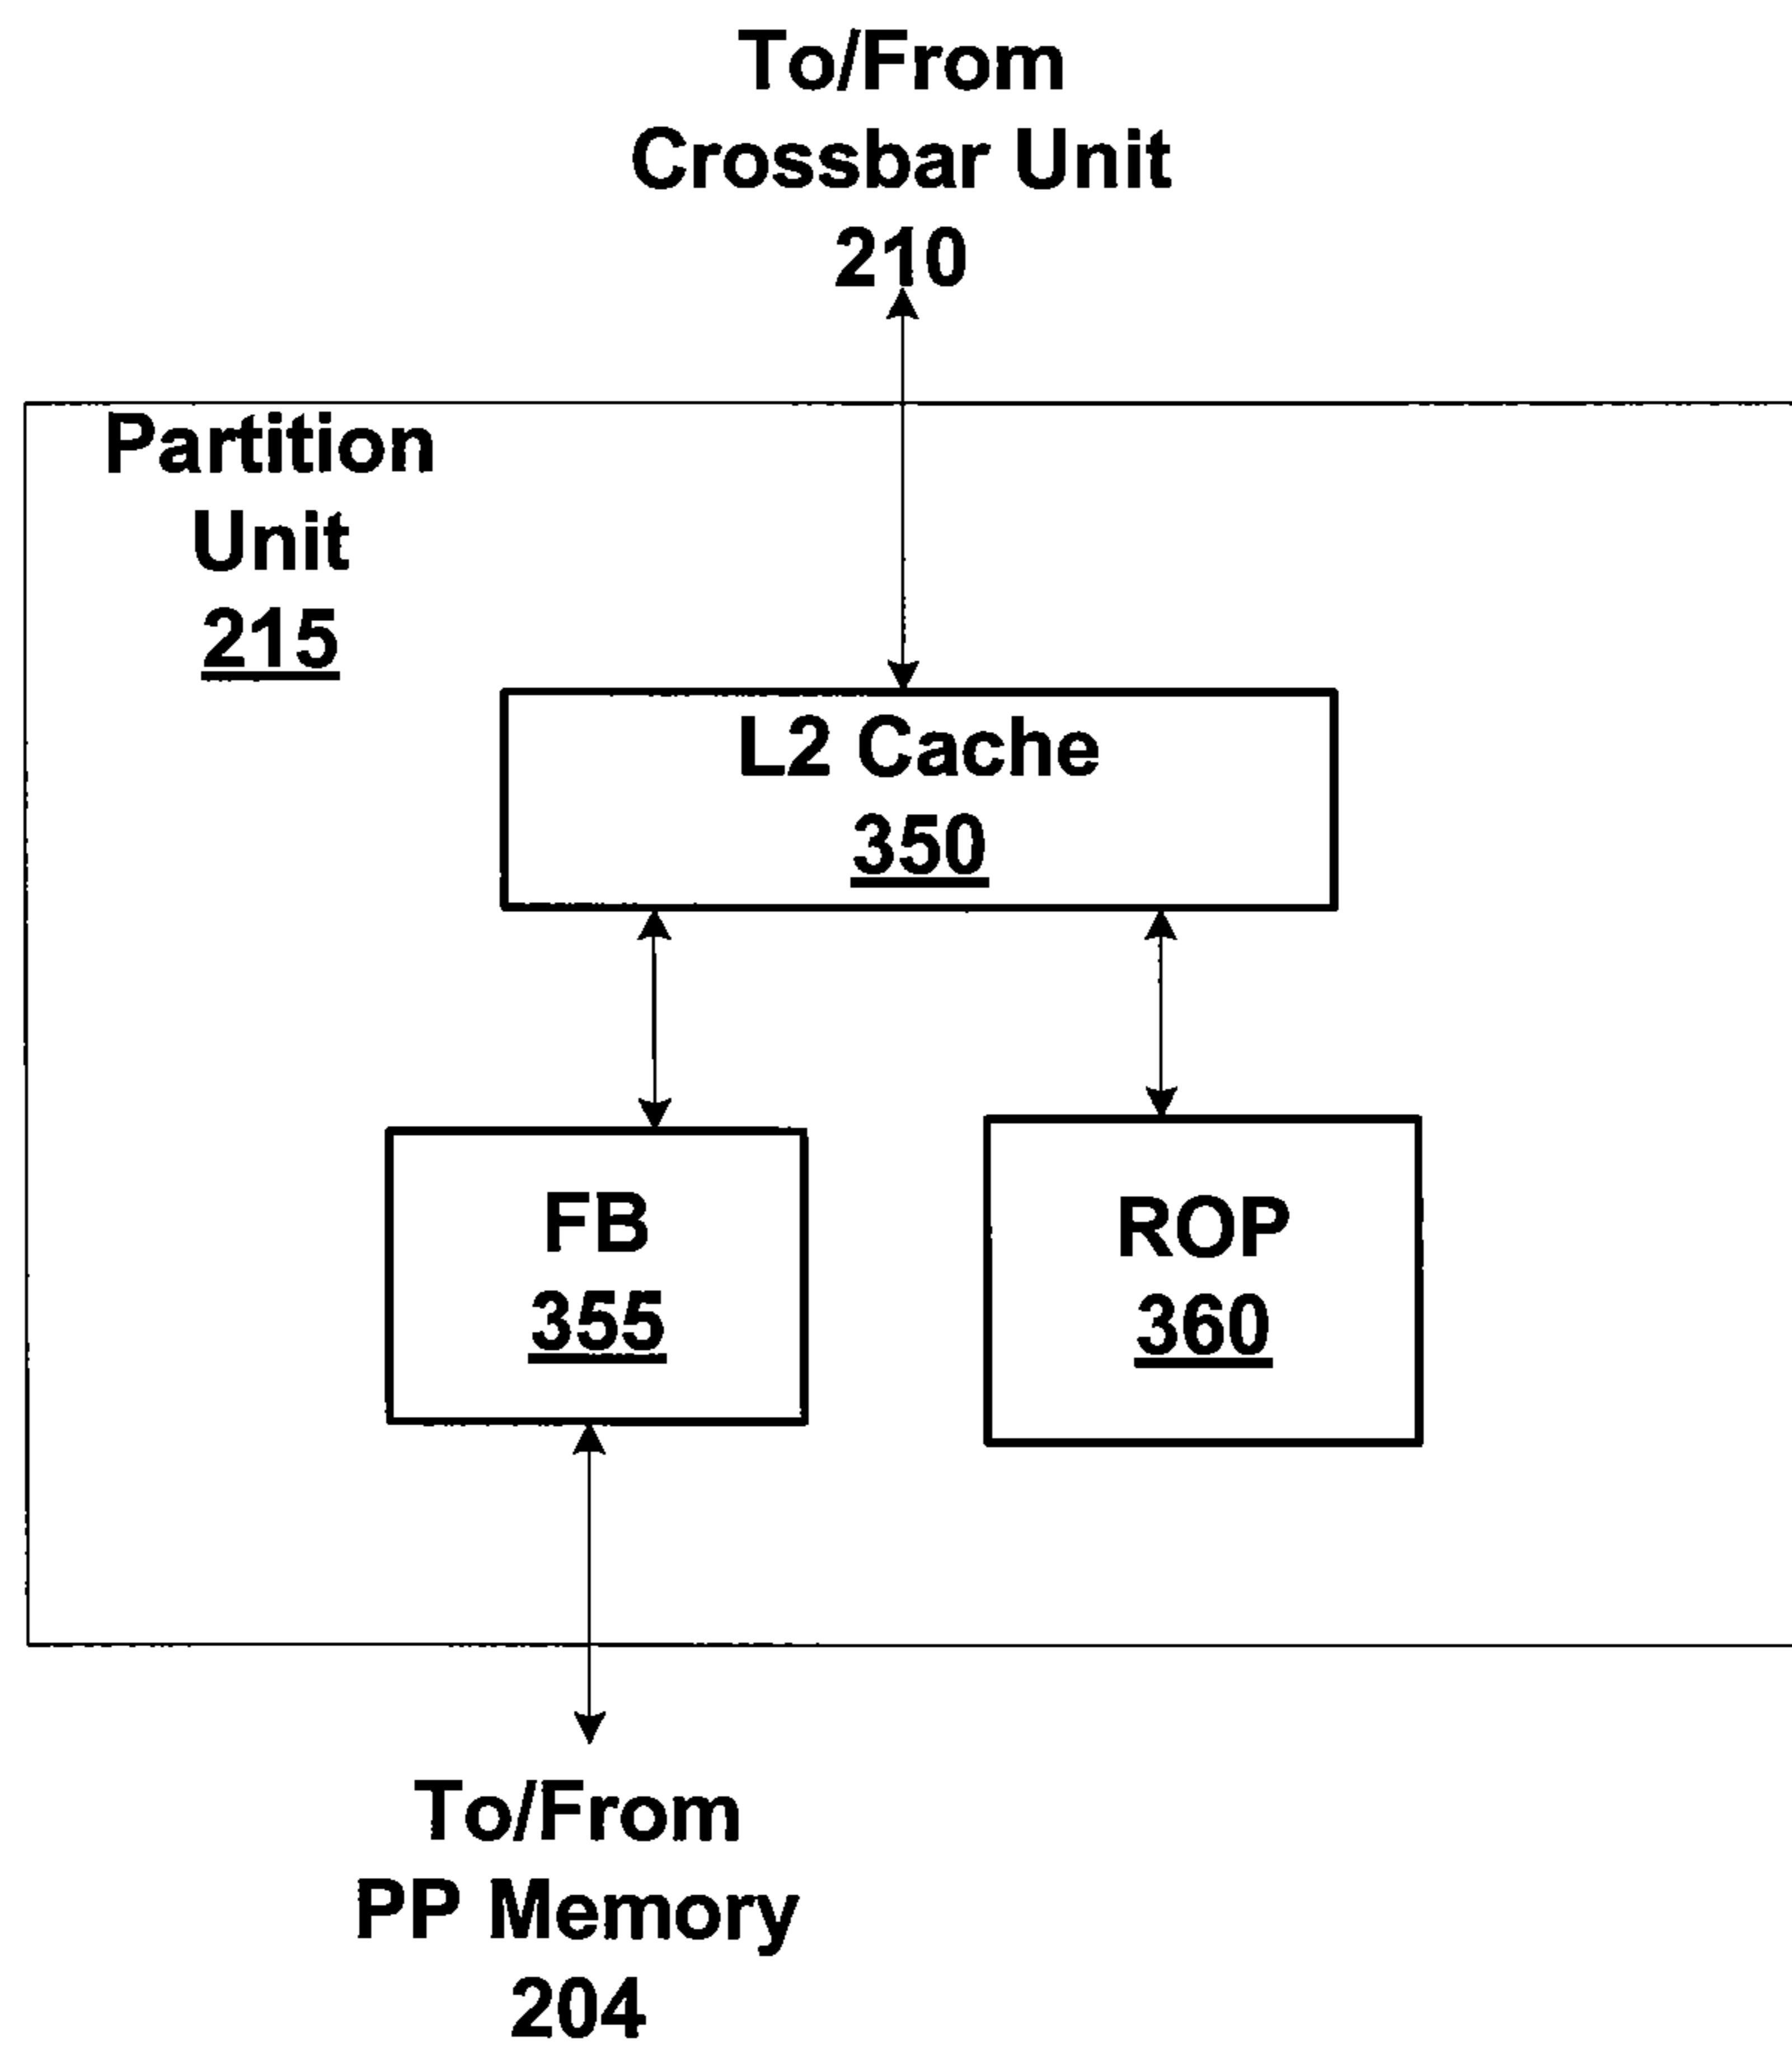 To/From
Crossbar Unit
210
Partition
Unit
215
L2 Cache
350
FB
355
ROP
360
To/From
PP Memory
204